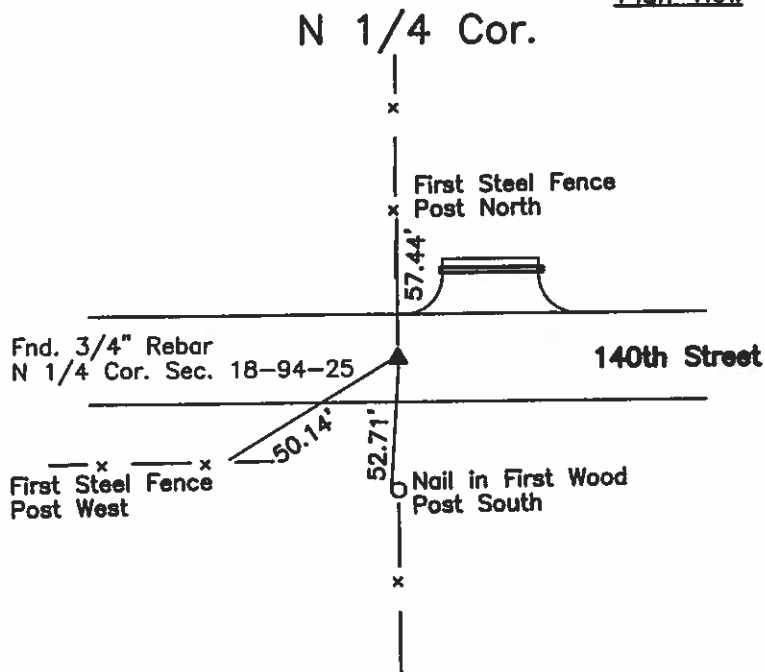 N 1/4 Cor.
First Steel Fence
Post North
57.44'
Fnd. 3/4" Rebar
N 1/4 Cor. Sec. 18-94-25
140th Street
50.14'
52.71'
First Steel Fence
Post West
Nail in First Wood
Post South